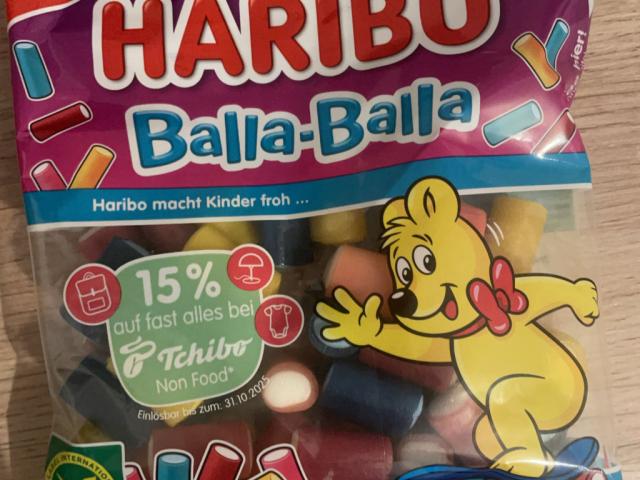 HARIBO
Balla-Balla
Haribo macht Kinder froh ...
15%
auf fast alles bei
Tchibo
Non Food*
Einlösbar bis zum: 31.10.2025